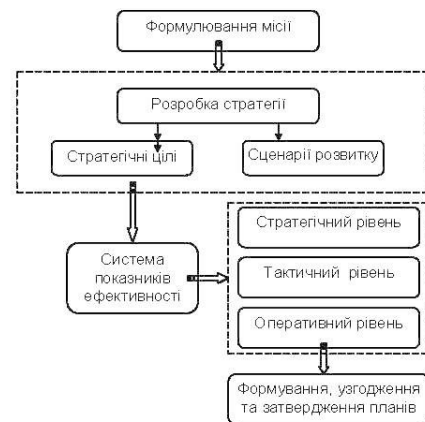 Формулювання місії
Розробка стратегії
Стратегічні цілі
Сценарії розвитку
Стратегічний рівень
Система
показників
ефективності
Тактичний рівень
Оперативний рівень
Формування, узгодження
та затвердження планів